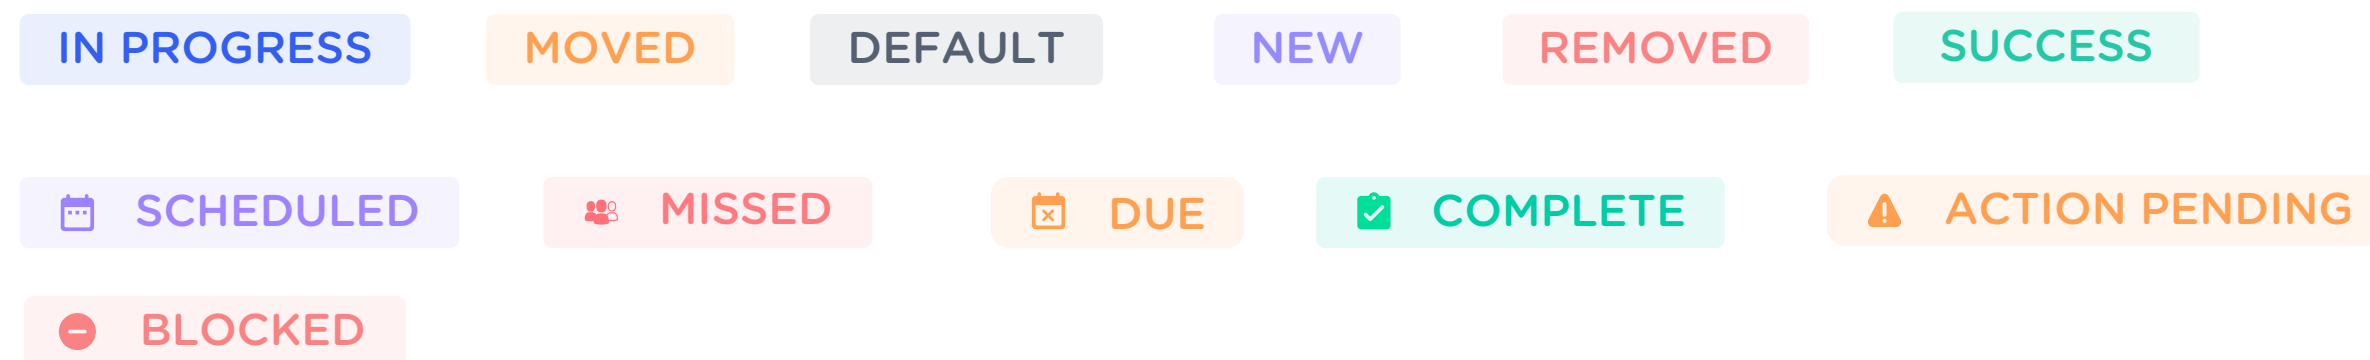 IN PROGRESS MOVED DEFAULT NEW REMOVED SUCCESS
SCHEDULED MISSED DUE COMPLETE ACTION PENDING
BLOCKED